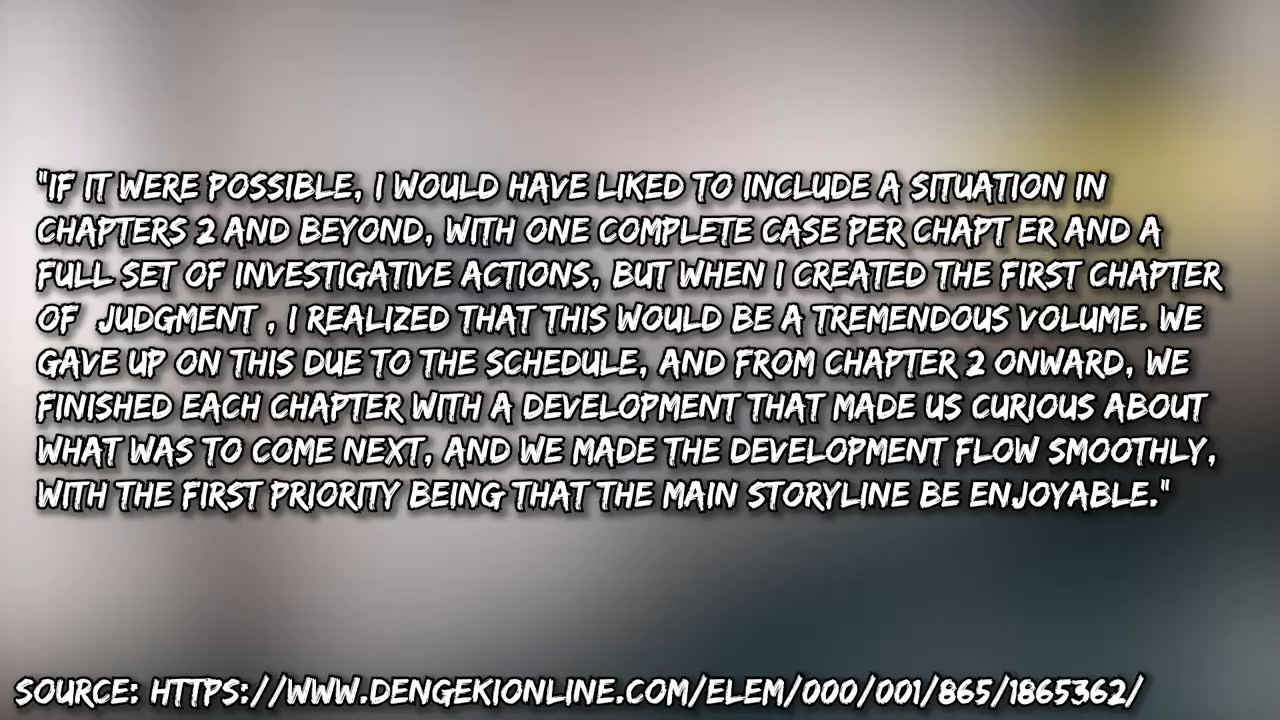 "IF IT WERE POSSIBLE, I WOULD HAVE LIKED TO INCLUDE A SITUATION IN
CHAPTERS 2 AND BEYOND, WITH ONE COMPLETE CASE PER CHAPT ER AND A
FULL SET OF INVESTIGATIVE ACTIONS, BUT WHEN I CREATED THE FIRST CHAPTER
OF JUDGMENT , I REALIZED THAT THIS WOULD BE A TREMENDOUS VOLUME. WE
GAVE UP ON THIS DUE TO THE SCHEDULE, AND FROM CHAPTER 2 ONWARD, WE
FINISHED EACH CHAPTER WITH A DEVELOPMENT THAT MADE US CURIOUS ABOUT
WHAT WAS TO COME NEXT, AND WE MADE THE DEVELOPMENT FLOW SMOOTHLY,
WITH THE FIRST PRIORITY BEING THAT THE MAIN STORYLINE BE ENJOYABLE."
SOURCE: HTTPS://WWW.DENGEKIONLINE.COM/ELEM/000/001/865/1865362/